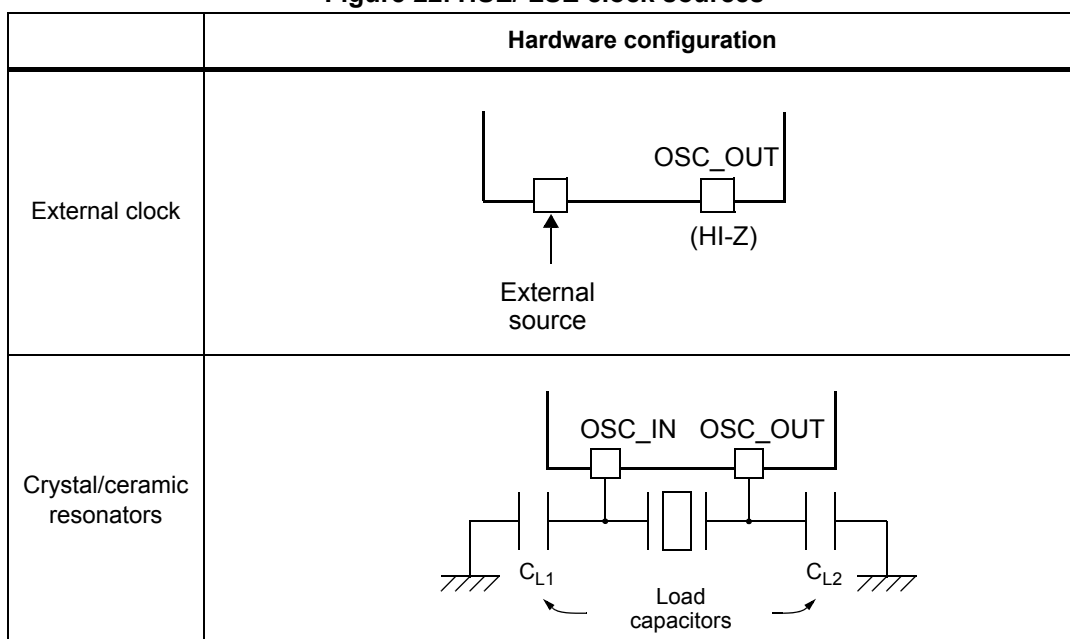 Figure 22. HSE/ LSE clock sources
Hardware configuration
External clock
OSC_OUT
(HI-Z)
External
source
Crystal/ceramic
resonators
OSC_IN OSC_OUT
CL1
CL2
Load
capacitors